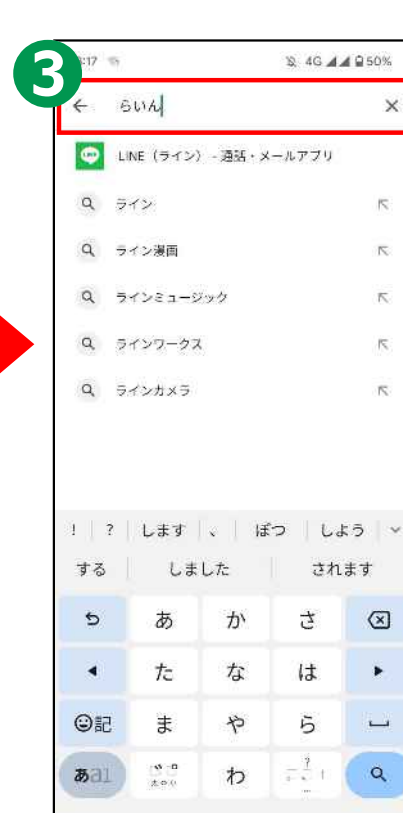 3
:17 4G 50%
らいん
LINE（ライン） - 通話・メールアプリ
ライン
ライン漫画
ラインミュージック
ラインワークス
ラインカメラ
! ? します 、 ぼつ しよう
する しました されます
あ か さ
た な は
記 ま や ら
あa1 わ